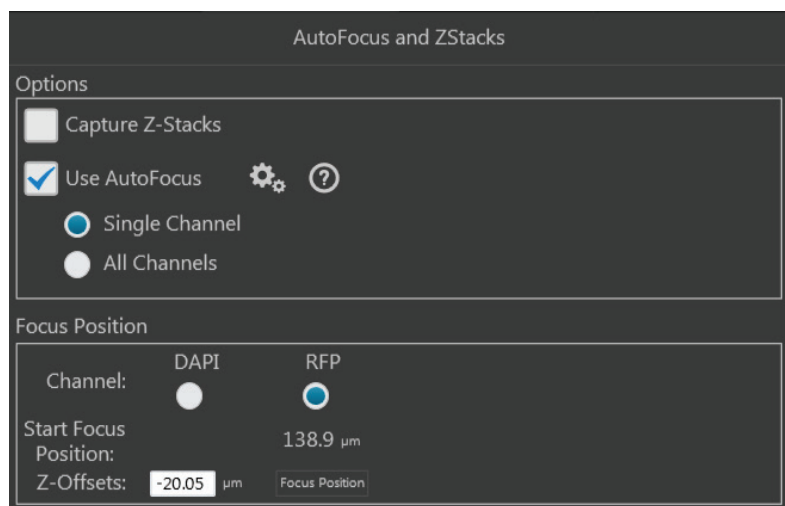 AutoFocus and ZStacks
Options
Capture Z-Stacks
Use AutoFocus ?
Single Channel
All Channels
Focus Position
DAPI RFP
Channel:
Start Focus
Position: 138.9 µm
Z-Offsets: -20.05 µm Focus Position